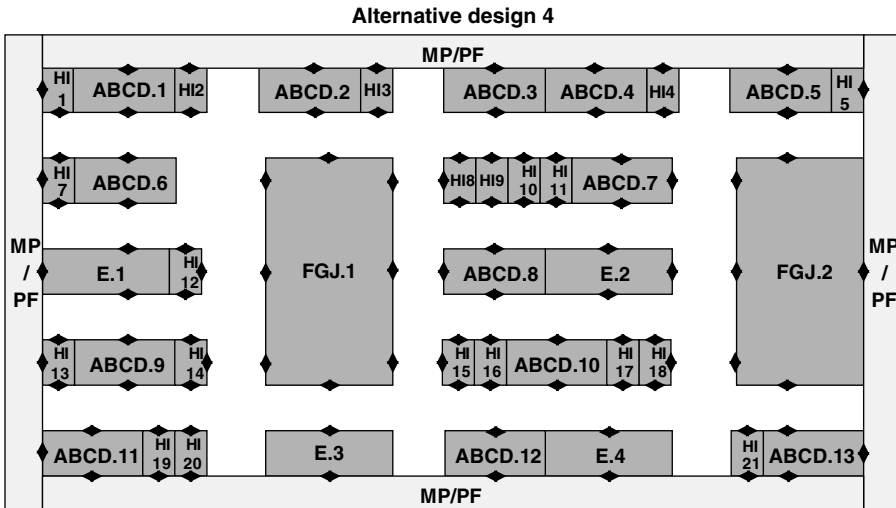 Alternative design 4
MP/PF
HI
1
ABCD.1
HI2
ABCD.2
HI3
ABCD.3
ABCD.4
HI4
ABCD.5
HI
5
HI
7
ABCD.6
HI8
HI9
HI
10
HI
11
ABCD.7
MP
/
PF
E.1
HI
12
FGJ.1
ABCD.8
E.2
FGJ.2
MP
/
PF
HI
13
ABCD.9
HI
14
HI
15
HI
16
ABCD.10
HI
17
HI
18
ABCD.11
HI
19
HI
20
E.3
ABCD.12
E.4
HI
21
ABCD.13
MP/PF